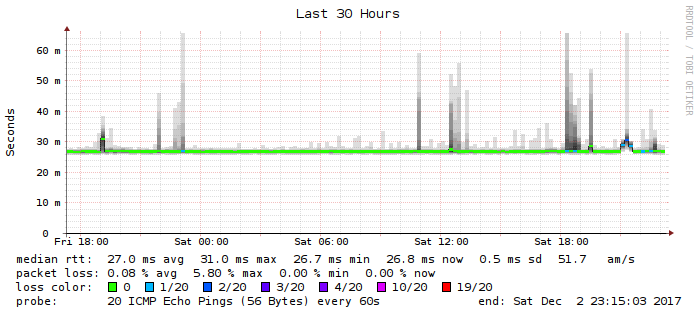 Last 30 Hours
RRDTOOL / TOBI OETIKER
Seconds
60 m
50 m
40 m
30 m
20 m
10 m
0
Fri 18:00 Sat 00:00 Sat 06:00 Sat 12:00 Sat 18:00
median rtt: 27.0 ms avg 31.0 ms max 26.7 ms min 26.8 ms now 0.5 ms sd 51.7 am/s
packet loss: 0.08 % avg 5.80 % max 0.00 % min 0.00 % now
loss color: 0 1/20 2/20 3/20 4/20 10/20 19/20
probe: 20 ICMP Echo Pings (56 Bytes) every 60s end: Sat Dec 2 23:15:03 2017